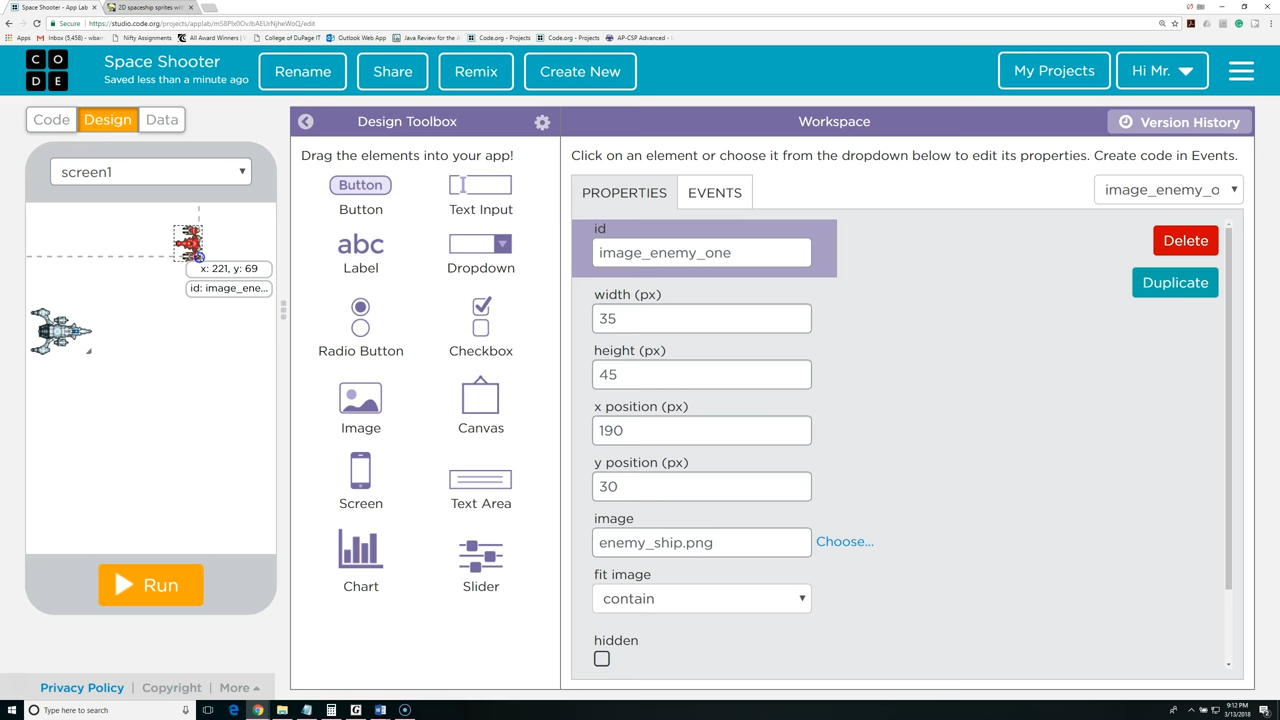 Space Shooter - App Lab
2D spaceship sprites wit
Secure
https://studio.code.org/projects/applab/
/edit
Apps
Inbox (5,458) - wbar
Nifty Assignments
All Award Winners |
College of DuPage IT
Outlook Web App
Java Review for the
Code.org - Projects
Code.org - Projects
AP-CSP Advanced -
C O D E
Space Shooter
Saved less than a minute ago
Rename
Share
Remix
Create New
My Projects
Hi Mr.
Code
Design
Data
Design Toolbox
Workspace
Version History
screen1
Drag the elements into your app!
Click on an element or choose it from the dropdown below to edit its properties. Create code in Events.
Button
Button
Text Input
abc
Label
Dropdown
Radio Button
Checkbox
Image
Canvas
Screen
Text Area
Chart
Slider
PROPERTIES
EVENTS
image_enemy_o
id
image_enemy_one
Delete
Duplicate
width (px)
35
height (px)
45
x position (px)
190
y position (px)
30
image
enemy_ship.png
Choose...
fit image
contain
hidden
x: 221, y: 69
id: image_ene...
Run
Privacy Policy
Copyright
More
Type here to search
9:12 PM
3/13/2018